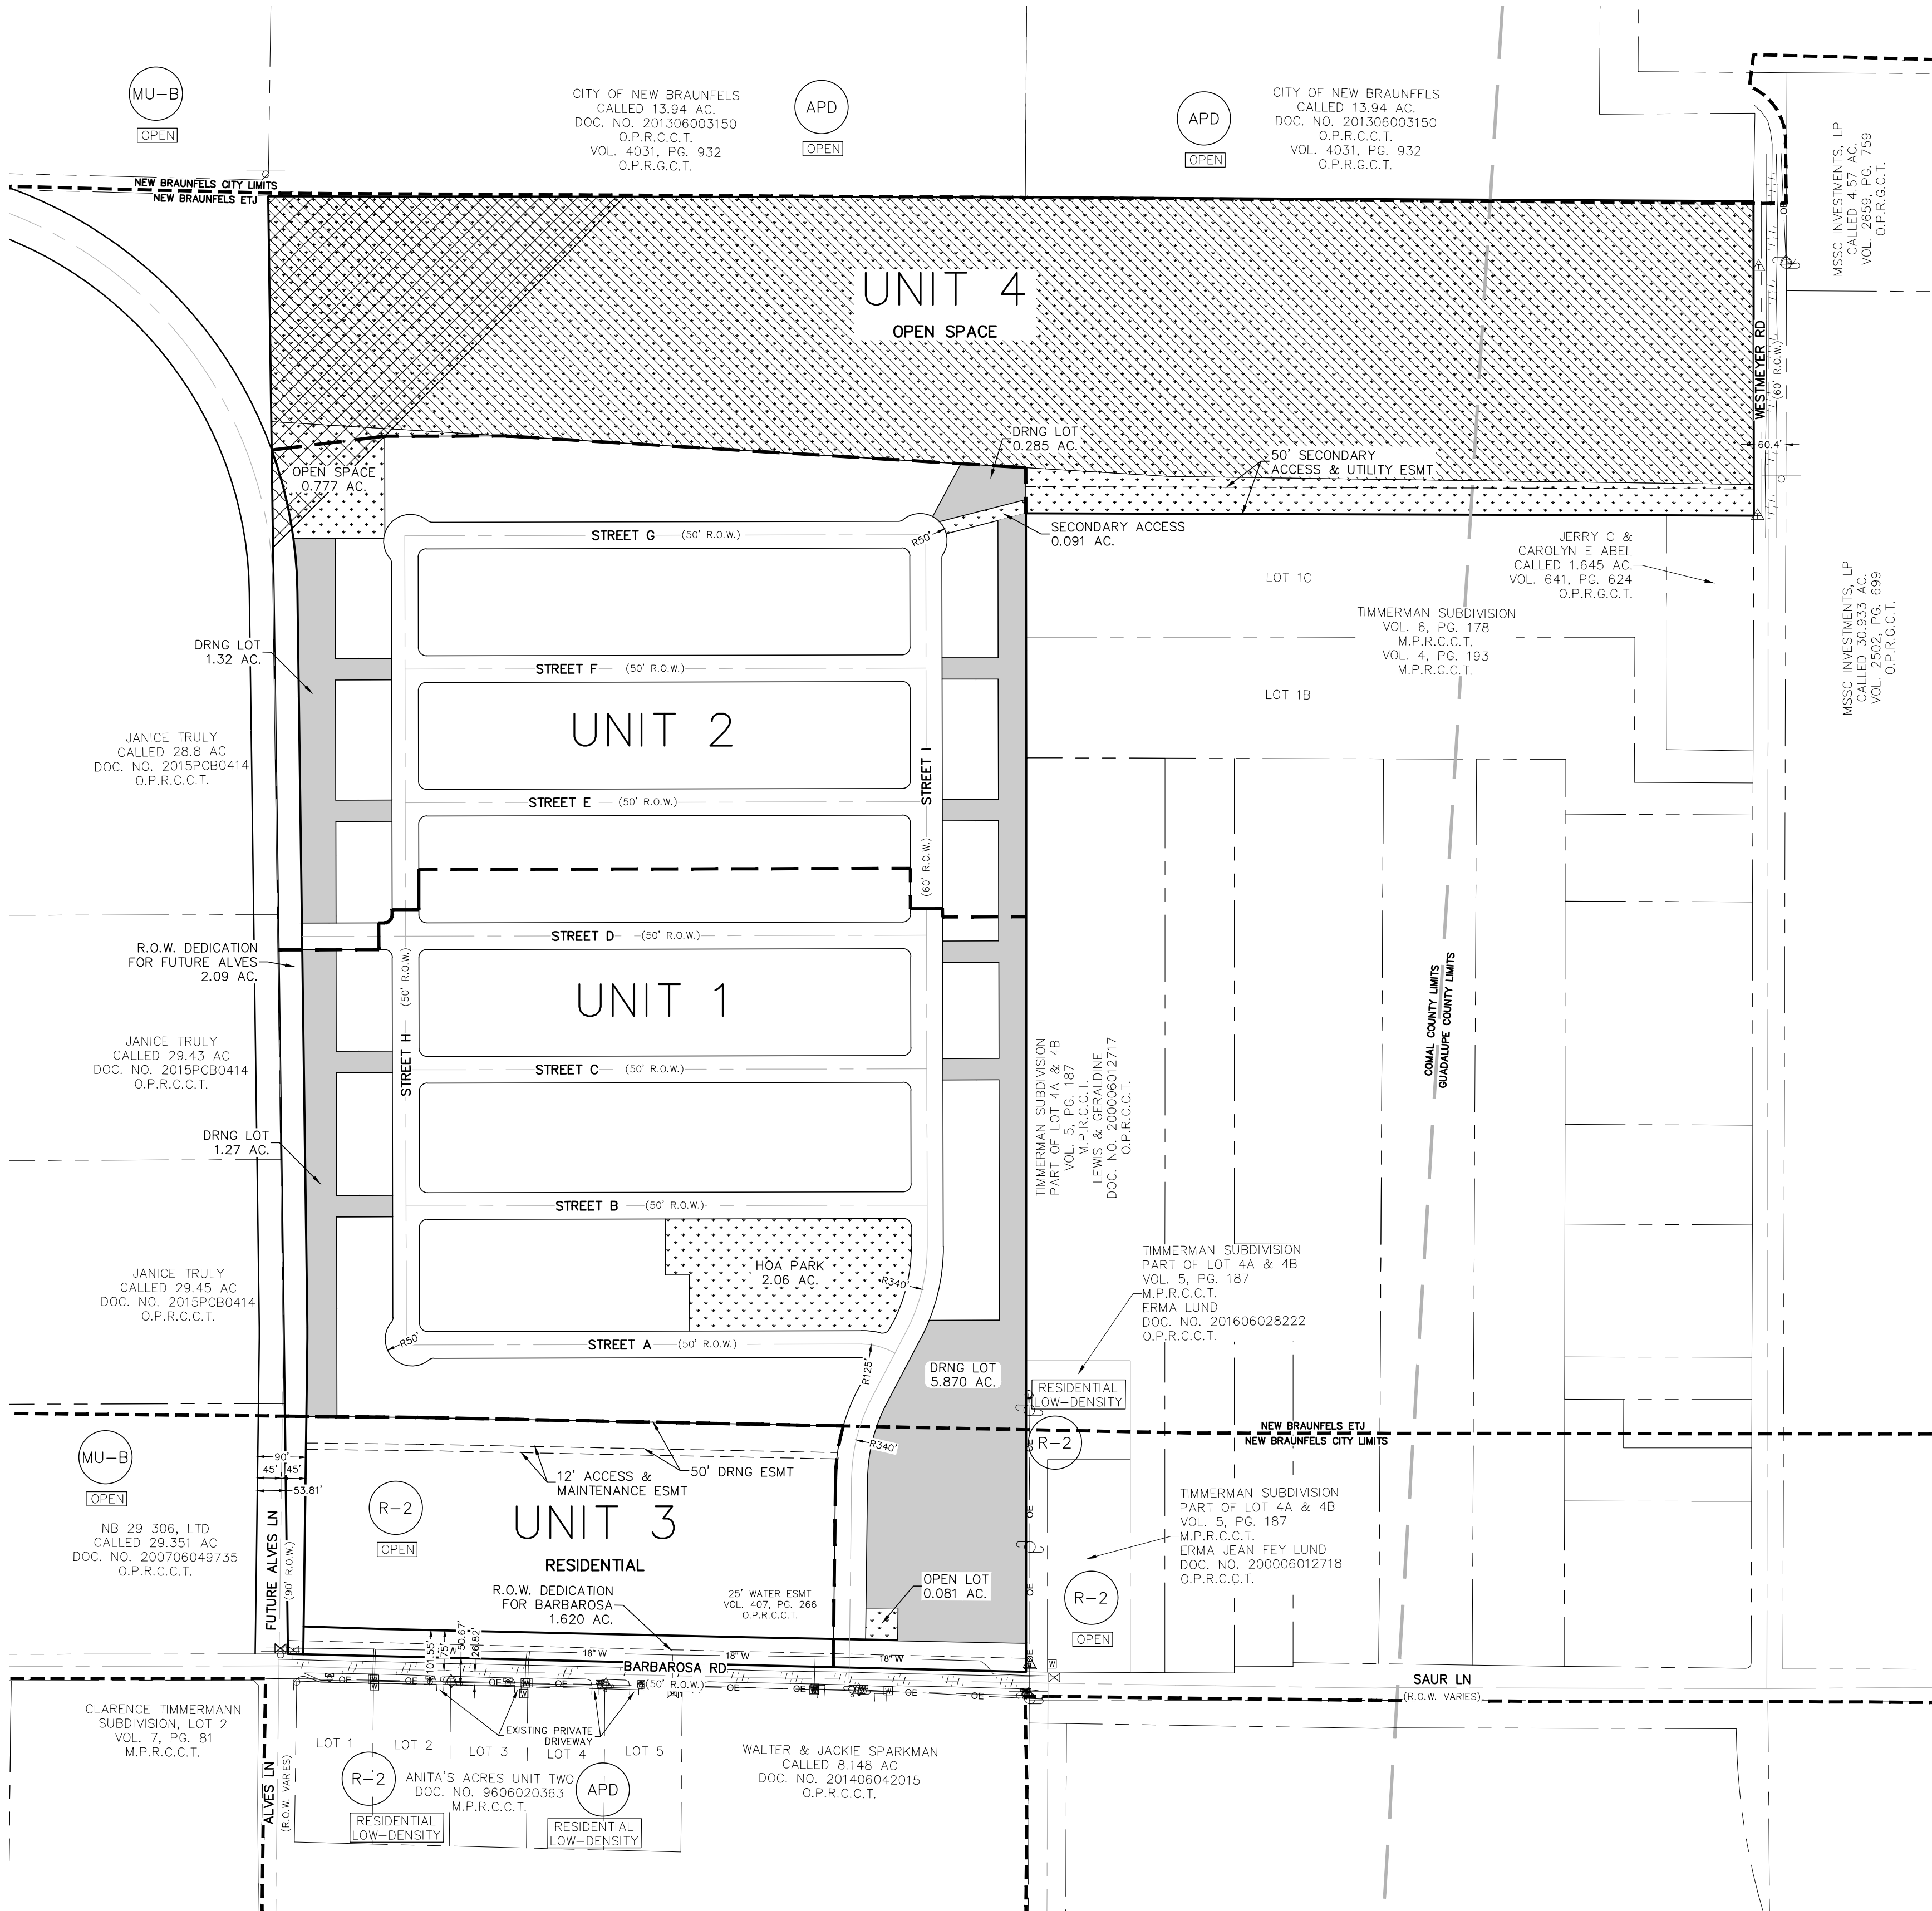 MU-B
OPEN
CITY OF NEW BRAUNFELS
CALLED 13.94 AC.
DOC. NO. 201306003150
O.P.R.C.C.T.
VOL. 4031, PG. 932
O.P.R.G.C.T.
APD
OPEN
APD
OPEN
CITY OF NEW BRAUNFELS
CALLED 13.94 AC.
DOC. NO. 201306003150
O.P.R.C.C.T.
VOL. 4031, PG. 932
O.P.R.G.C.T.
MSSC INVESTMENTS, LP
CALLED 4.57 AC.
VOL. 2659, PG. 759
O.P.R.G.C.T.
NEW BRAUNFELS CITY LIMITS
NEW BRAUNFELS ETJ
OE
UNIT 4
OPEN SPACE
WESTMEYER RD
(60' R.O.W.)
60.4'
DRNG LOT
0.285 AC.
50' SECONDARY
ACCESS & UTILITY ESMT
OPEN SPACE
0.777 AC.
SECONDARY ACCESS
0.091 AC.
STREET G (50' R.O.W.)
R50'
JERRY C &
CAROLYN E ABEL
CALLED 1.645 AC.
VOL. 641, PG. 624
O.P.R.G.C.T.
LOT 1C
TIMMERMAN SUBDIVISION
VOL. 6, PG. 178
M.P.R.C.C.T.
VOL. 4, PG. 193
M.P.R.G.C.T.
LOT 1B
MSSC INVESTMENTS, LP
CALLED 30.933 AC.
VOL. 2502, PG. 699
O.P.R.G.C.T.
DRNG LOT
1.32 AC.
STREET F (50' R.O.W.)
UNIT 2
JANICE TRULY
CALLED 28.8 AC
DOC. NO. 2015PCB0414
O.P.R.C.C.T.
STREET E (50' R.O.W.)
STREET I
(60' R.O.W.)
R.O.W. DEDICATION
FOR FUTURE ALVES
2.09 AC.
STREET D (50' R.O.W.)
UNIT 1
STREET H
(50' R.O.W.)
COMAL COUNTY LIMITS
GUADALUPE COUNTY LIMITS
JANICE TRULY
CALLED 29.43 AC
DOC. NO. 2015PCB0414
O.P.R.C.C.T.
STREET C (50' R.O.W.)
TIMMERMAN SUBDIVISION
PART OF LOT 4A & 4B
VOL. 5, PG. 187
M.P.R.C.C.T.
LEWIS & GERALDINE
DOC. NO. 200006012717
O.P.R.C.C.T.
DRNG LOT
1.27 AC.
STREET B (50' R.O.W.)
HOA PARK
2.06 AC.
R340'
JANICE TRULY
CALLED 29.45 AC
DOC. NO. 2015PCB0414
O.P.R.C.C.T.
TIMMERMAN SUBDIVISION
PART OF LOT 4A & 4B
VOL. 5, PG. 187
M.P.R.C.C.T.
ERMA LUND
DOC. NO. 201606028222
O.P.R.C.C.T.
R50'
STREET A (50' R.O.W.)
R125'
DRNG LOT
5.870 AC.
RESIDENTIAL
LOW-DENSITY
NEW BRAUNFELS ETJ
NEW BRAUNFELS CITY LIMITS
R-2
R340'
OE
MU-B
OPEN
90'
45' 45'
53.81'
12' ACCESS &
MAINTENANCE ESMT
50' DRNG ESMT
R-2
OPEN
UNIT 3
RESIDENTIAL
NB 29 306, LTD
CALLED 29.351 AC
DOC. NO. 200706049735
O.P.R.C.C.T.
FUTURE ALVES LN
(90' R.O.W.)
TIMMERMAN SUBDIVISION
PART OF LOT 4A & 4B
VOL. 5, PG. 187
M.P.R.C.C.T.
ERMA JEAN FEY LUND
DOC. NO. 200006012718
O.P.R.C.C.T.
OE
OE
R.O.W. DEDICATION
FOR BARBAROSA
1.620 AC.
25' WATER ESMT
VOL. 407, PG. 266
O.P.R.C.C.T.
OPEN LOT
0.081 AC.
R-2
OPEN
101.55'
75'
50.67'
26.82'
18" W
18" W
18" W
W
BARBAROSA RD
(50' R.O.W.)
OE
OE
OE
OE
OE
OE
OE
SAUR LN
(R.O.W. VARIES)
CLARENCE TIMMERMANN
SUBDIVISION, LOT 2
VOL. 7, PG. 81
M.P.R.C.C.T.
ALVES LN
(R.O.W. VARIES)
EXISTING PRIVATE
DRIVEWAY
LOT 1
LOT 2
LOT 3
LOT 4
LOT 5
R-2
ANITA'S ACRES UNIT TWO
DOC. NO. 9606020363
M.P.R.C.C.T.
APD
RESIDENTIAL
LOW-DENSITY
RESIDENTIAL
LOW-DENSITY
WALTER & JACKIE SPARKMAN
CALLED 8.148 AC
DOC. NO. 201406042015
O.P.R.C.C.T.